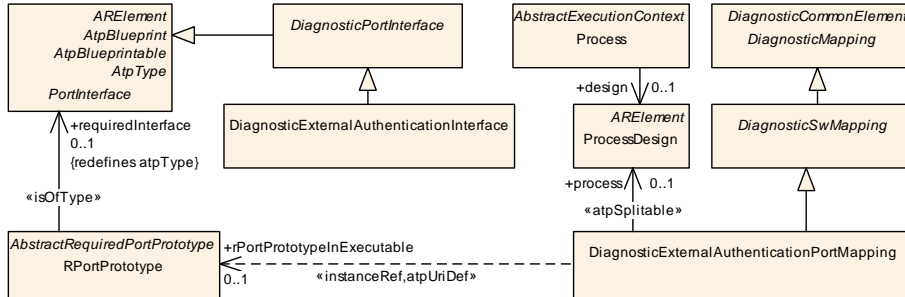 ARElement
AtpBlueprint
AtpBlueprintable
AtpType
PortInterface
DiagnosticPortInterface
AbstractExecutionContext
Process
DiagnosticCommonElement
DiagnosticMapping
+design
0..1
DiagnosticExternalAuthenticationInterface
ARElement
ProcessDesign
DiagnosticSwMapping
+requiredInterface
0..1
{redefines atpType}
«isOfType»
+process
0..1
«atpSplitable»
AbstractRequiredPortPrototype
RPortPrototype
+rPortPrototypeInExecutable
0..1
«instanceRef,atpUriDef»
DiagnosticExternalAuthenticationPortMapping